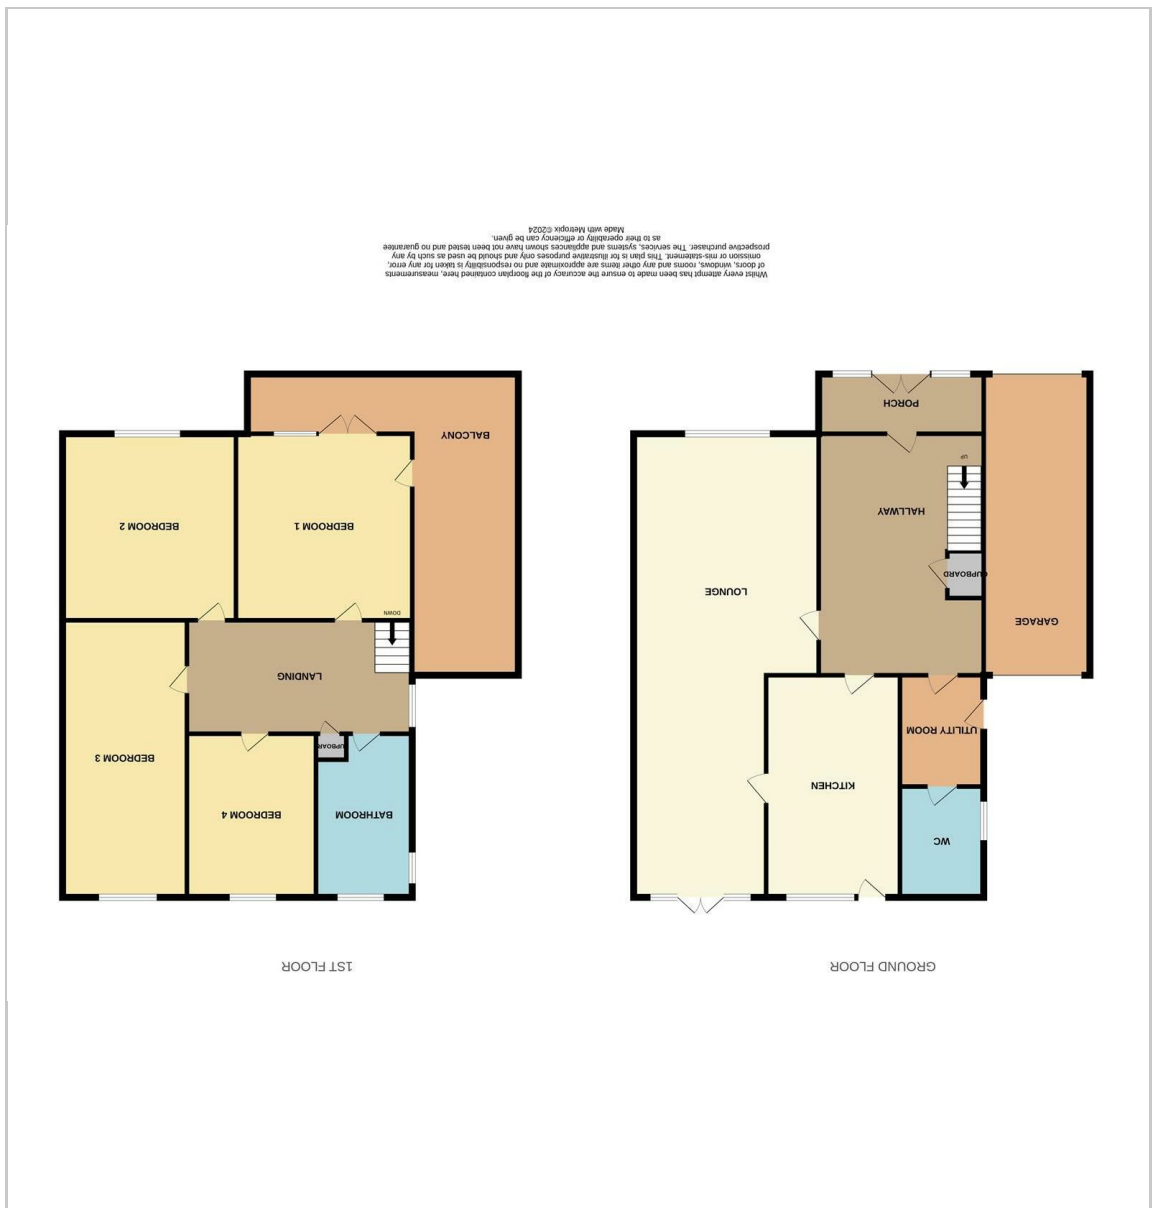 GROUND FLOOR
WC
KITCHEN
UTILITY ROOM
GARAGE
LOUNGE
CUPBOARD
HALLWAY
UP
PORCH
1ST FLOOR
BATHROOM
BEDROOM 4
BEDROOM 3
CUPBOARD
LANDING
DOWN
BEDROOM 1
BEDROOM 2
BALCONY
Whilst every attempt has been made to ensure the accuracy of the floorplan contained here, measurements
of doors, windows, rooms and any other items are approximate and no responsibility is taken for any error,
omission or mis-statement. This plan is for illustrative purposes only and should be used as such by any
prospective purchaser. The services, systems and appliances shown have not been tested and no guarantee
as to their operability or efficiency can be given.
Made with Metropix ©2024